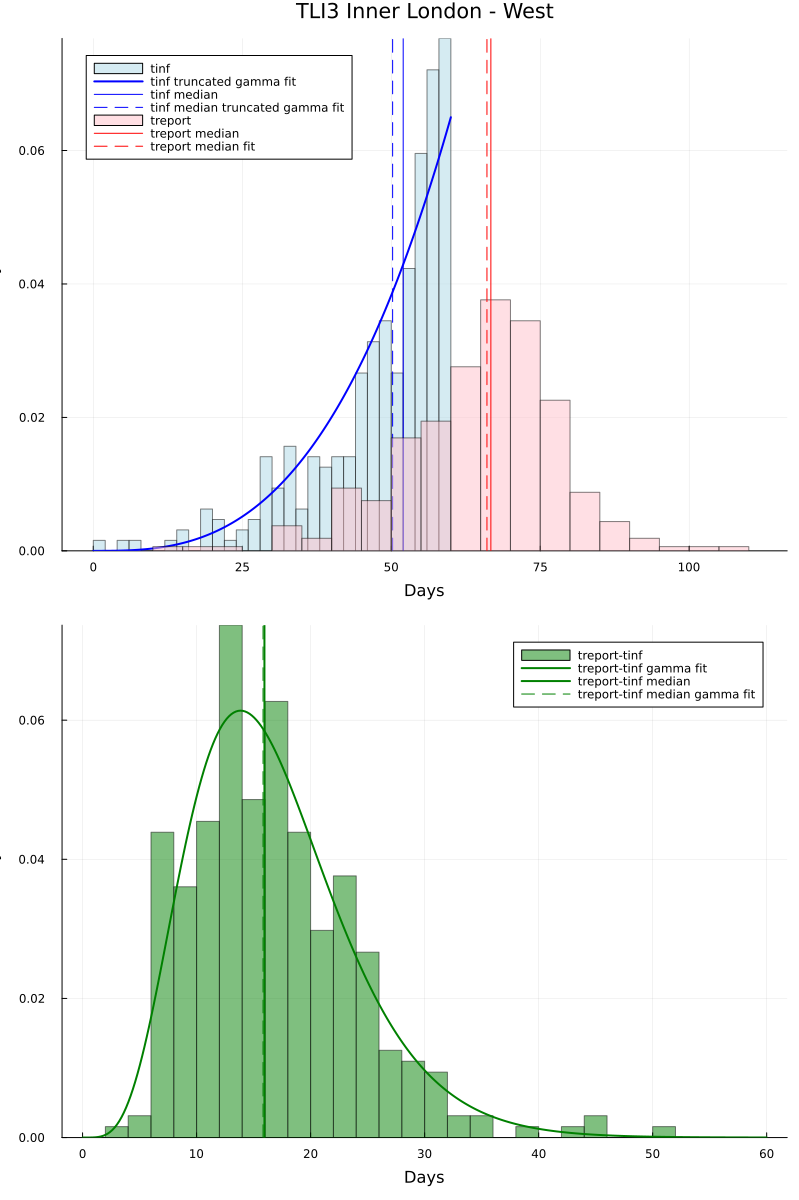 TLI3 Inner London - West
tinf
tinf truncated gamma fit
tinf median
tinf median truncated gamma fit
treport
treport median
treport median fit
0.06
0.04
0.02
0.00
0 25 50 75 100
Days
treport-tinf
treport-tinf gamma fit
treport-tinf median
treport-tinf median gamma fit
0.06
0.04
0.02
0.00
0 10 20 30 40 50 60
Days